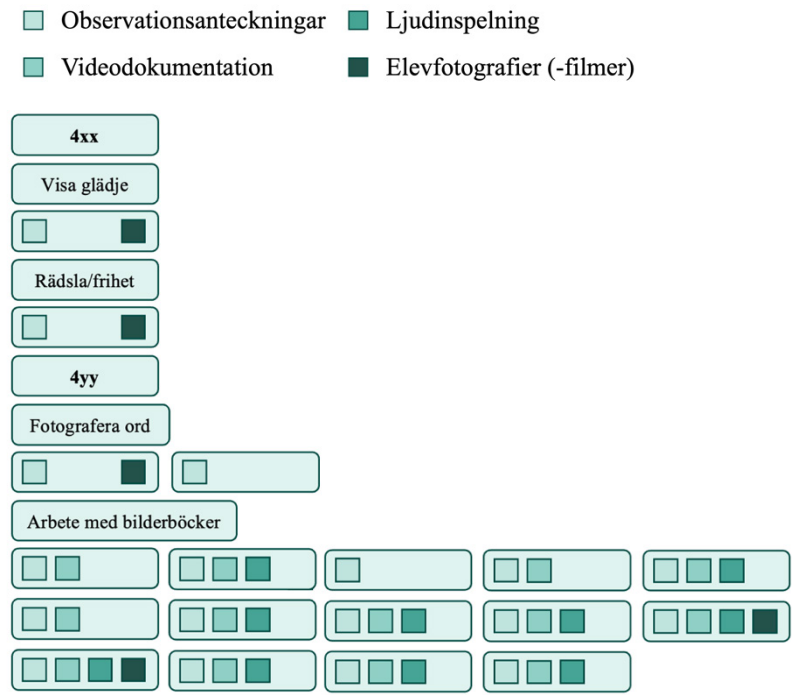 Observationsanteckningar Ljudinspelning
Videodokumentation Elevfotografier (-filmer)
4xx
Visa glädje
Rädsla/frihet
4yy
Fotografera ord
Arbete med bilderböcker